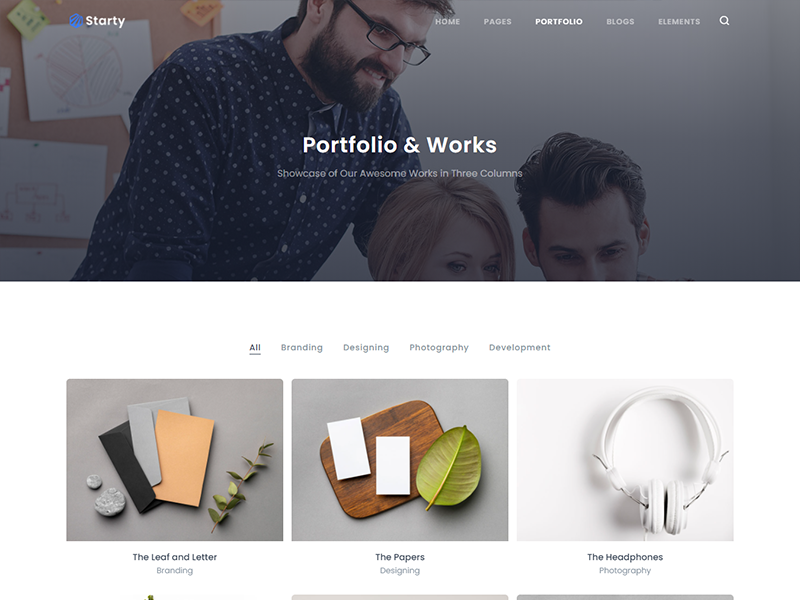 Starty
HOME PAGES PORTFOLIO BLOGS ELEMENTS
Portfolio & Works
Showcase of Our Awesome Works in Three Columns
All Branding Designing Photography Development
The Leaf and Letter
Branding
The Papers
Designing
The Headphones
Photography